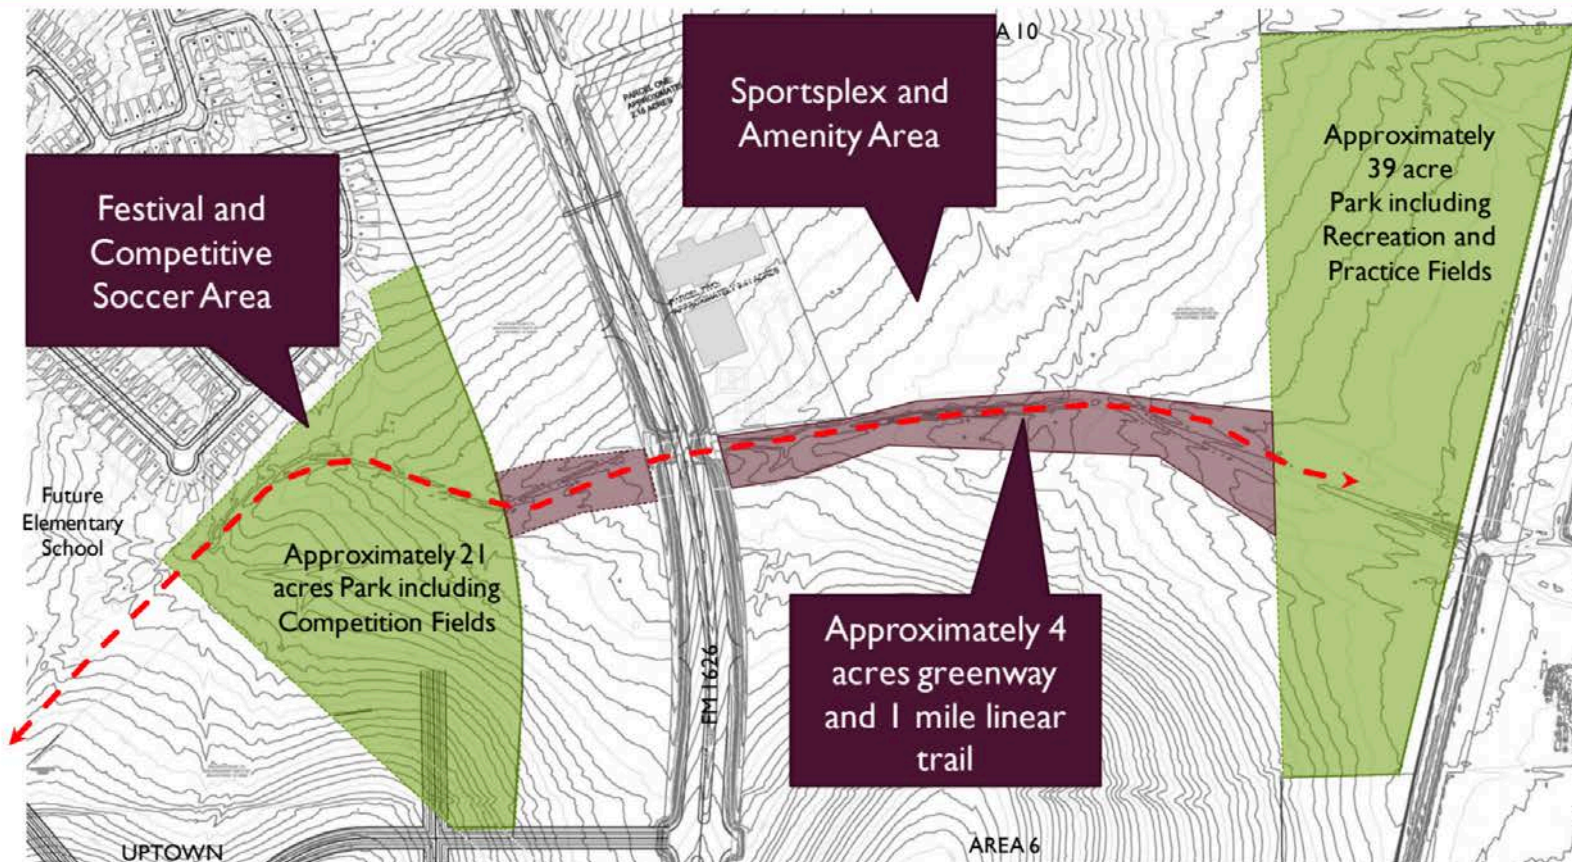 A 10
PARCEL ONE:
Sportsplex and
Amenity Area
Approximately
39 acre
Park including
Recreation and
Practice Fields
Festival and
Competitive
Soccer Area
Future
Elementary
School
Approximately 21
acres Park including
Competition Fields
FM 1626
Approximately 4
acres greenway
and 1 mile linear
trail
UPTOWN
AREA 6